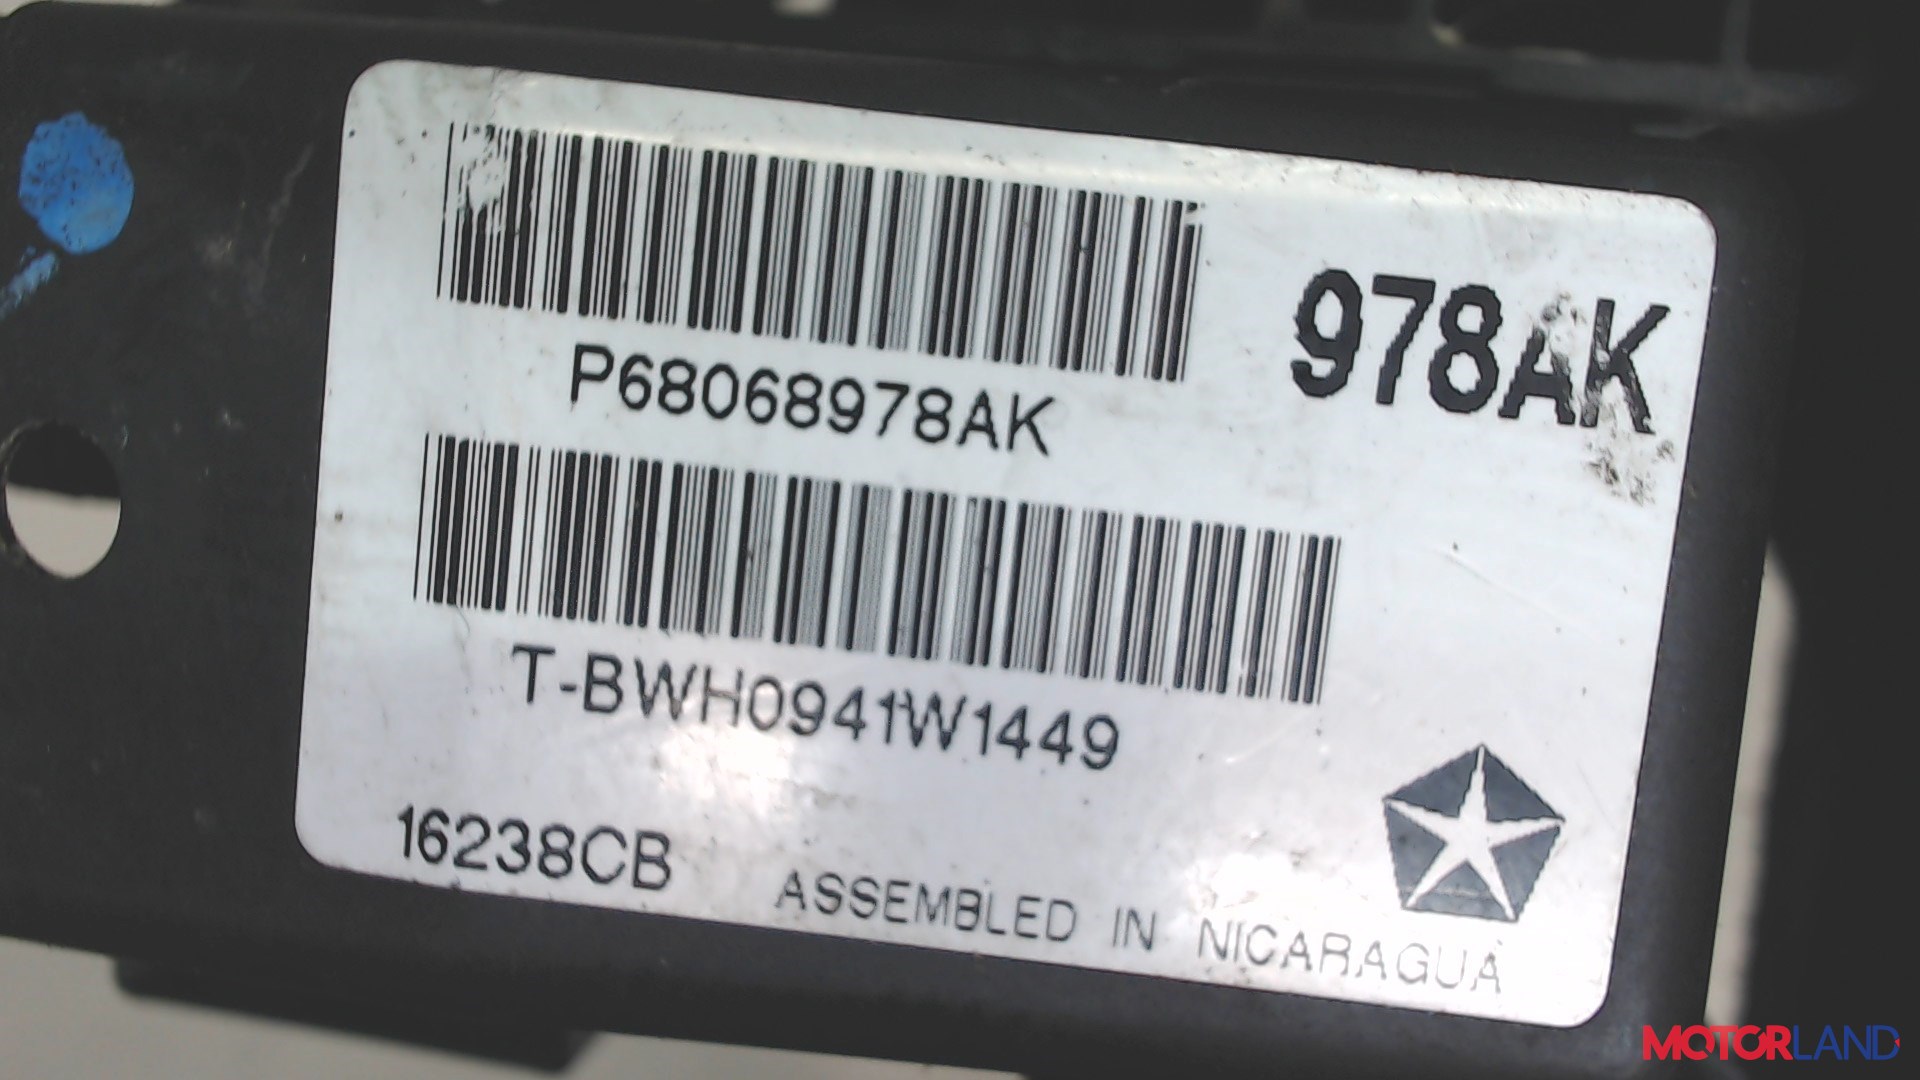 978AK
P68068978AK
T-BWH0941W1449
16238CB
ASSEMBLED IN NICARAGUA
MOTORLAND